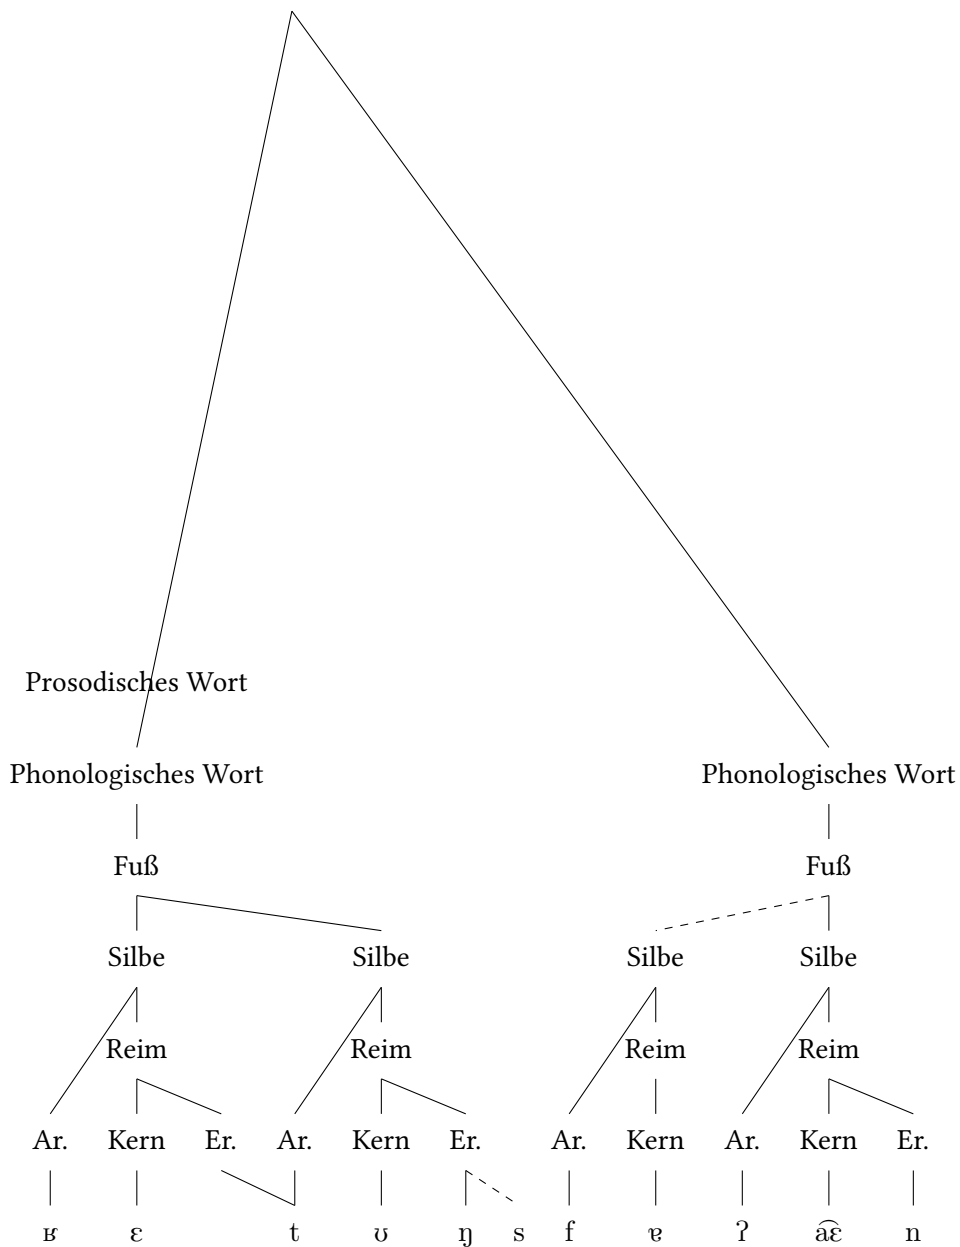 Prosodisches Wort
Phonologisches Wort Phonologisches Wort
Fuß Fuß
Silbe Silbe Silbe Silbe
Reim Reim Reim Reim
Ar. Kern Er. Ar. Kern Er. Ar. Kern Ar. Kern Er.
ʁ ɛ t ʊ ŋ s f ɐ ʔ a͡ɛ n